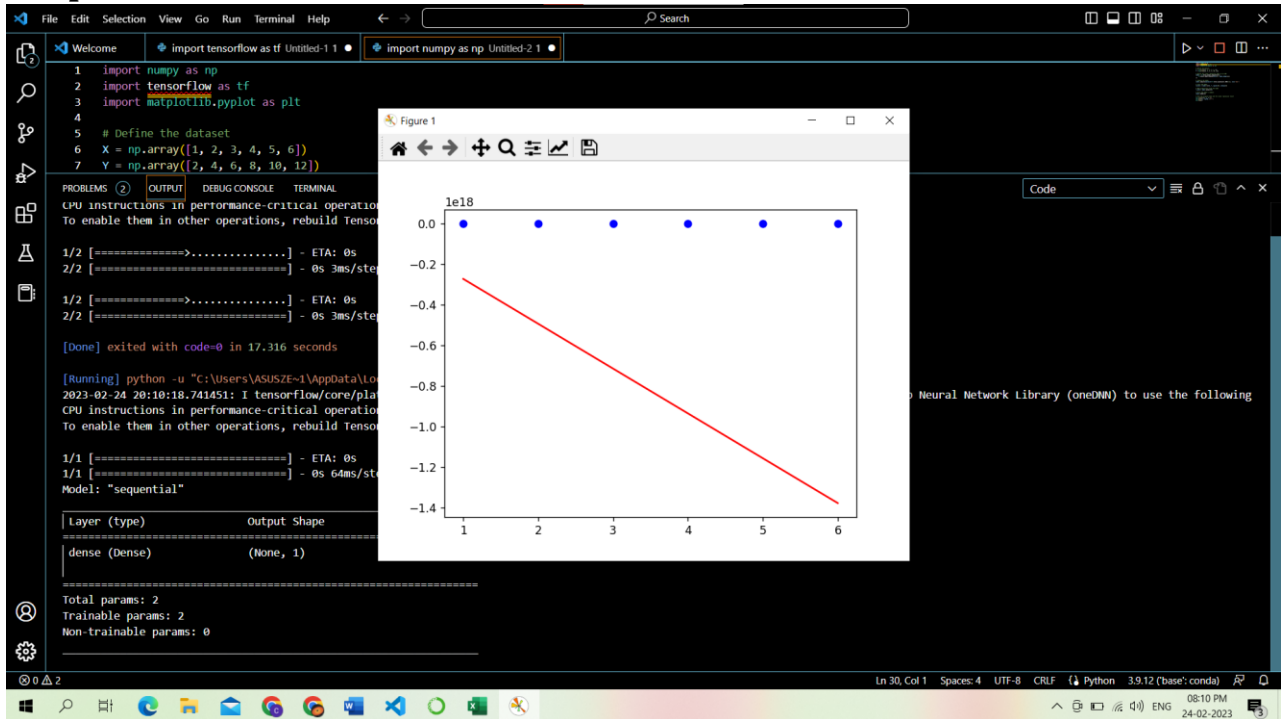 File Edit Selection View Go Run Terminal Help
Search
Welcome
import tensorflow as tf Untitled-1 1
import numpy as np Untitled-2 1
1 import numpy as np
2 import tensorflow as tf
3 import matplotlib.pyplot as plt
4
5 # Define the dataset
6 X = np.array([1, 2, 3, 4, 5, 6])
7 Y = np.array([2, 4, 6, 8, 10, 12])
PROBLEMS 2 OUTPUT DEBUG CONSOLE TERMINAL
Code
CPU instructions in performance-critical operatio
To enable them in other operations, rebuild Tenso
1/2 [==============>...............] - ETA: 0s
2/2 [==============================] - 0s 3ms/ste
1/2 [==============>...............] - ETA: 0s
2/2 [==============================] - 0s 3ms/ste
[Done] exited with code=0 in 17.316 seconds
[Running] python -u "C:\Users\ASUSZE~1\AppData\Lo
2023-02-24 20:10:18.741451: I tensorflow/core/pla
Neural Network Library (oneDNN) to use the following
CPU instructions in performance-critical operatio
To enable them in other operations, rebuild Tenso
1/1 [==============================] - ETA: 0s
1/1 [==============================] - 0s 64ms/st
Model: "sequential"
Layer (type) Output Shape
dense (Dense) (None, 1)
Total params: 2
Trainable params: 2
Non-trainable params: 0
Figure 1
1e18
0.0
−0.2
−0.4
−0.6
−0.8
−1.0
−1.2
−1.4
1 2 3 4 5 6
2
0 2
Ln 30, Col 1 Spaces: 4 UTF-8 CRLF Python 3.9.12 ('base': conda)
ENG
08:10 PM
24-02-2023
3